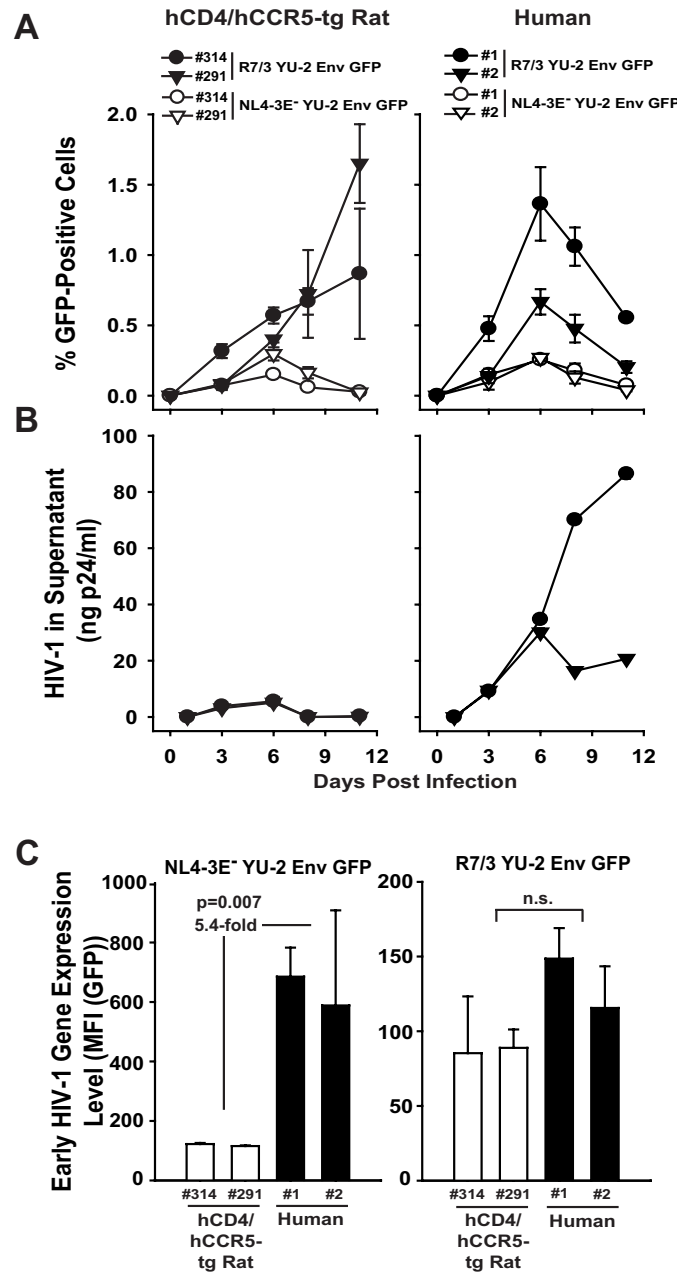 A
hCD4/hCCR5-tg Rat
Human
#314
#291
R7/3 YU-2 Env GFP
#314
#291
NL4-3E- YU-2 Env GFP
#1
#2
R7/3 YU-2 Env GFP
#1
#2
NL4-3E- YU-2 Env GFP
% GFP-Positive Cells
2.0
1.5
1.0
0.5
0.0
B
HIV-1 in Supernatant
(ng p24/ml)
100
80
60
40
20
0
0 3 6 9 12
0 3 6 9 12
Days Post Infection
C
NL4-3E- YU-2 Env GFP
R7/3 YU-2 Env GFP
Early HIV-1 Gene Expression
Level (MFI (GFP))
1000
800
600
400
200
0
p=0.007
5.4-fold
#314 #291 #1 #2
hCD4/
hCCR5-
tg Rat
Human
200
150
100
50
0
n.s.
#314 #291 #1 #2
hCD4/
hCCR5-
tg Rat
Human